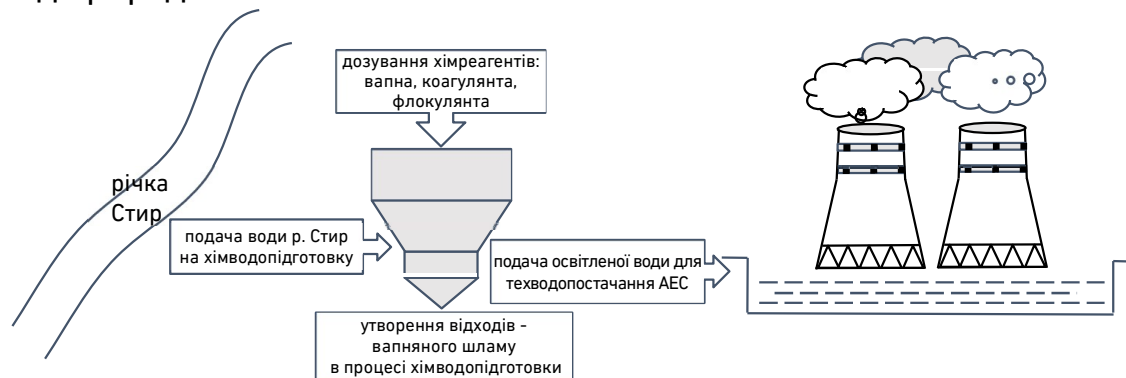 дозування хімреагентів:
вапна, коагулянта,
флокулянта
річка
Стир
подача води р. Стир
на хімводопідготовку
подача освітленої води для
техводопостачання АЕС
утворення відходів -
вапняного шламу
в процесі хімводопідготовки